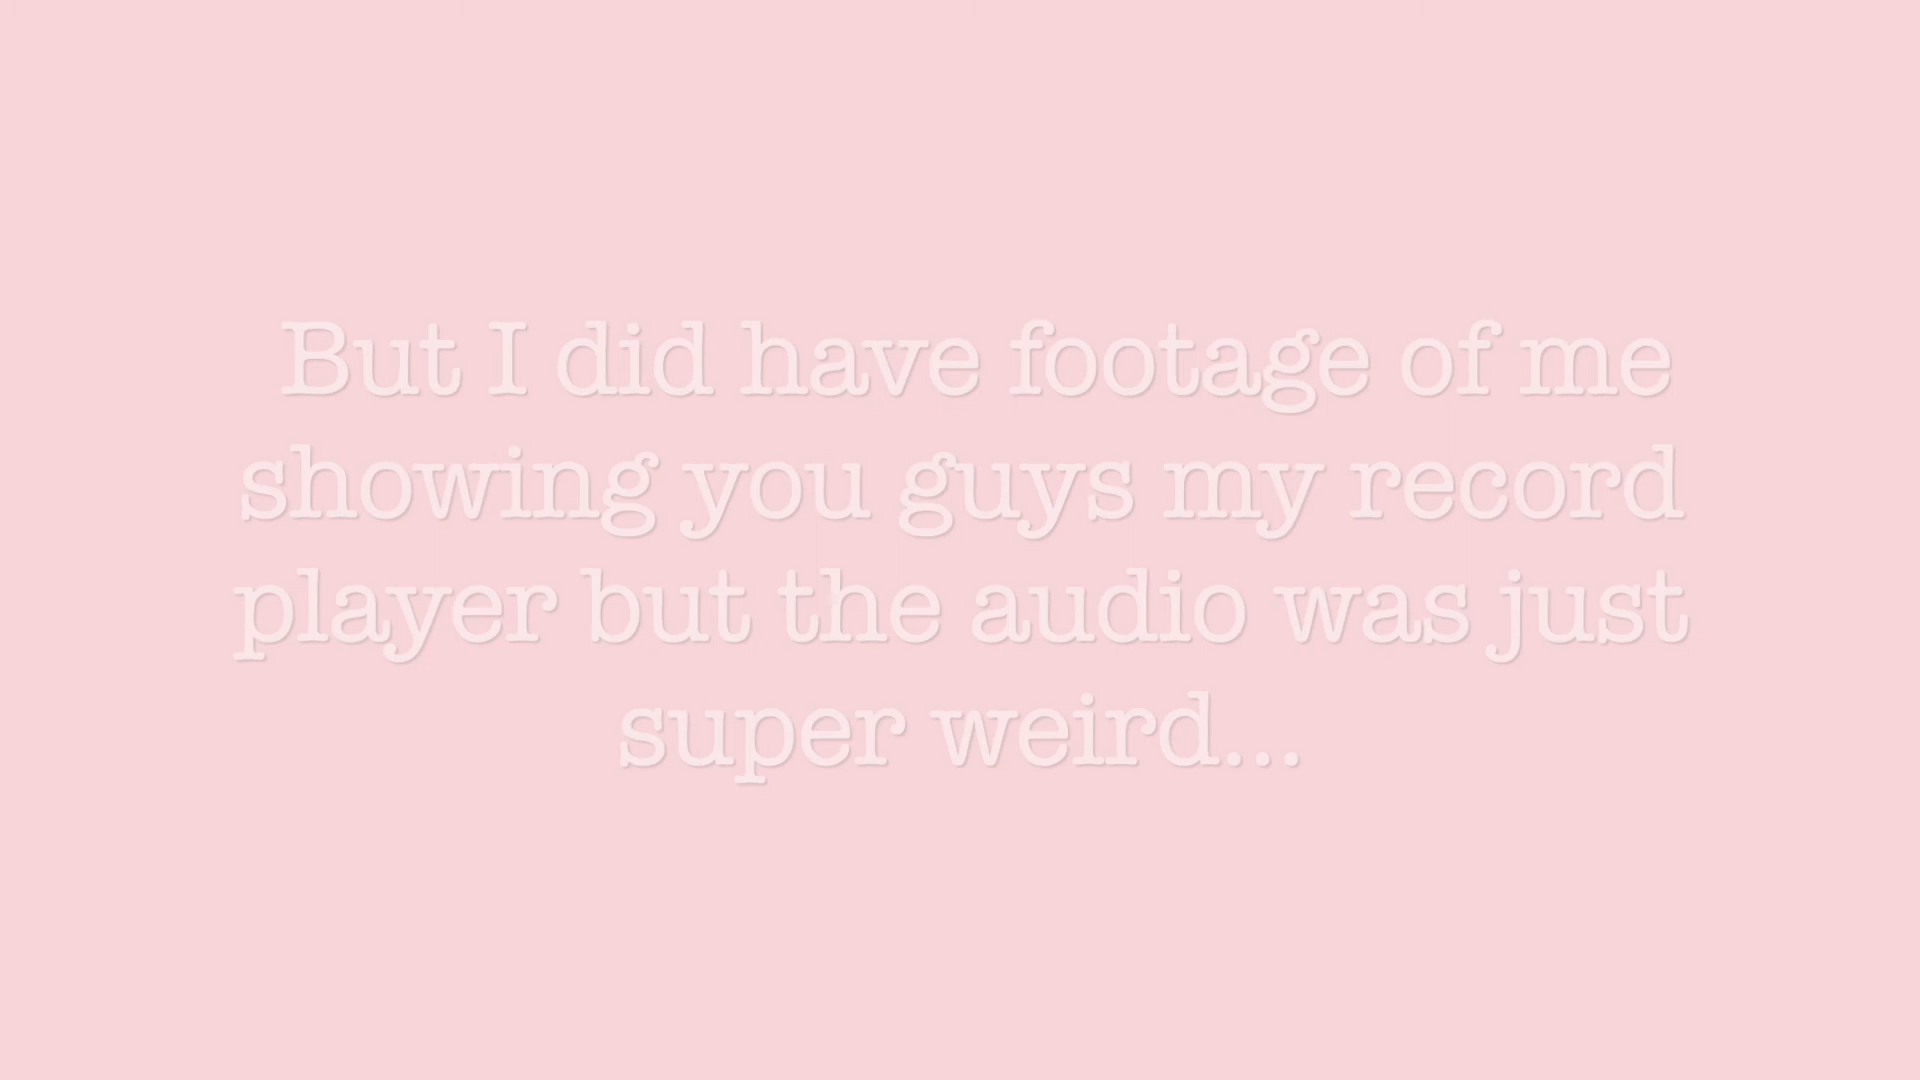 But I did have footage of me
showing you guys my record
player but the audio was just
super weird...